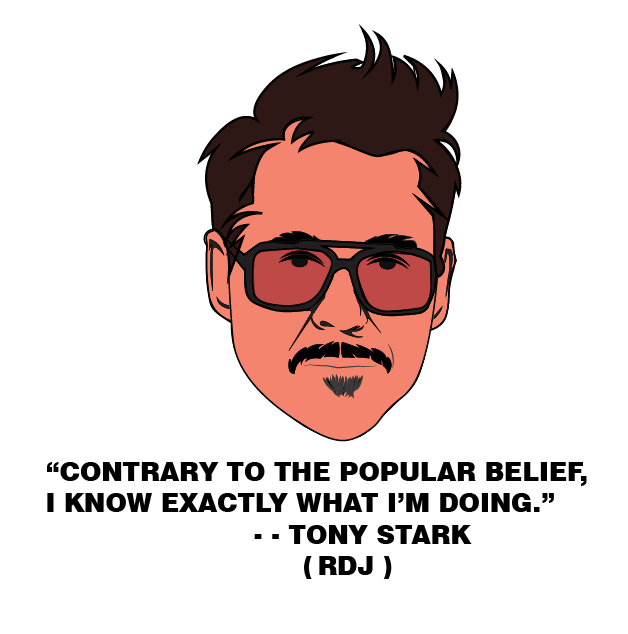 “CONTRARY TO THE POPULAR BELIEF,
I KNOW EXACTLY WHAT I’M DOING.”
- - TONY STARK
( RDJ )